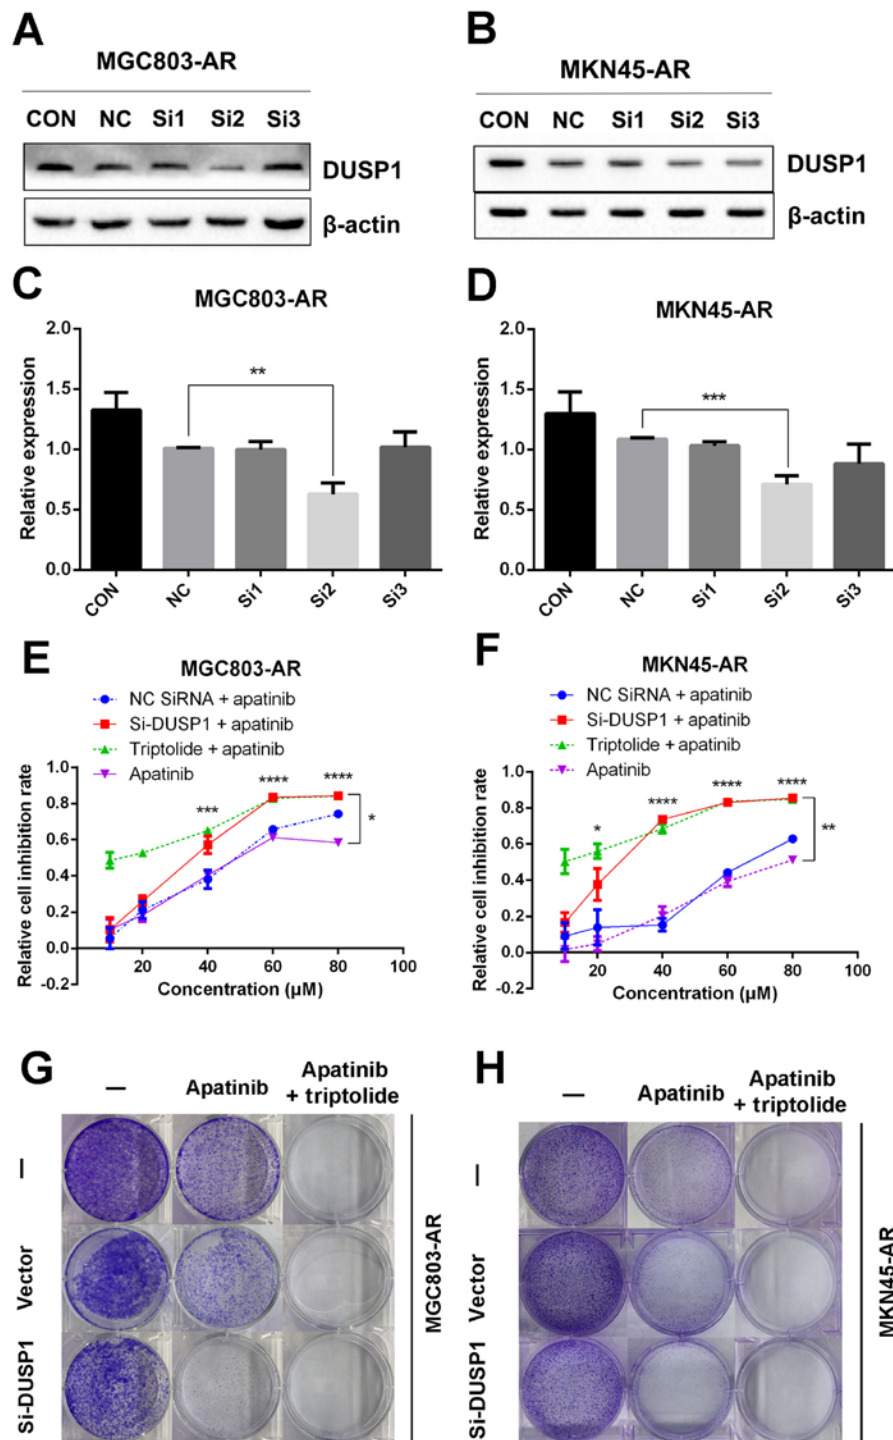 A
MGC803-AR
CON NC Si1 Si2 Si3
DUSP1
β-actin
B
MKN45-AR
CON NC Si1 Si2 Si3
DUSP1
β-actin
C
MGC803-AR
Relative expression
2.0
1.5
1.0
0.5
0.0
**
CON NC Si1 Si2 Si3
D
MKN45-AR
Relative expression
2.0
1.5
1.0
0.5
0.0
***
CON NC Si1 Si2 Si3
E
MGC803-AR
NC SiRNA + apatinib
Si-DUSP1 + apatinib
Triptolide + apatinib
Apatinib
Relative cell inhibition rate
1.0
0.8
0.6
0.4
0.2
0.0
-0.2
*** **** ****
*
20 40 60 80 100
Concentration (µM)
F
MKN45-AR
NC SiRNA + apatinib
Si-DUSP1 + apatinib
Triptolide + apatinib
Apatinib
Relative cell inhibition rate
1.0
0.8
0.6
0.4
0.2
0.0
-0.2
* **** **** ****
**
20 40 60 80 100
Concentration (µM)
G
— Apatinib Apatinib
+ triptolide
—
Vector
Si-DUSP1
MGC803-AR
H
— Apatinib Apatinib
+ triptolide
—
Vector
Si-DUSP1
MKN45-AR